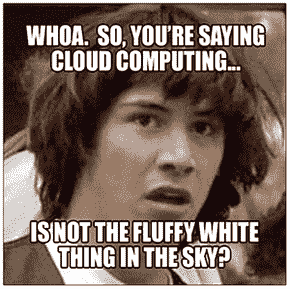 WHOA. SO, YOU'RE SAYING
CLOUD COMPUTING...
IS NOT THE FLUFFY WHITE
THING IN THE SKY?